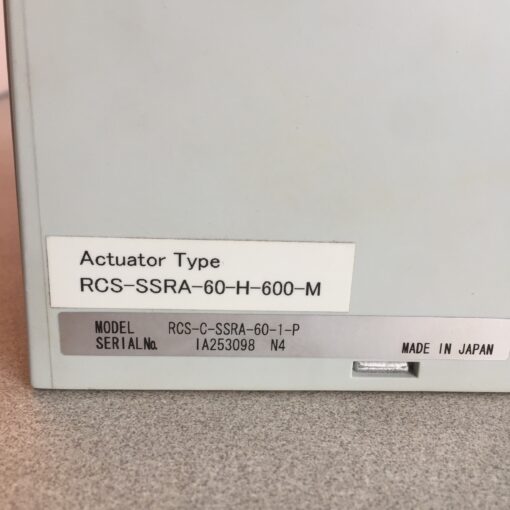 Actuator Type
RCS-SSRA-60-H-600-M
MODEL RCS-C-SSRA-60-1-P
SERIAL No. IA253098 N4
MADE IN JAPAN